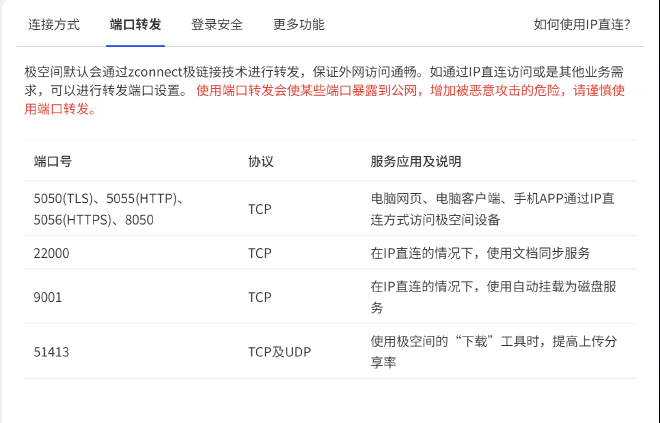 连接方式 端口转发 登录安全 更多功能 如何使用IP直连?
极空间默认会通过zconnect极链接技术进行转发，保证外网访问通畅。如通过IP直连访问或是其他业务需
求，可以进行转发端口设置。 使用端口转发会使某些端口暴露到公网，增加被恶意攻击的危险，请谨慎使
用端口转发。
端口号 协议 服务应用及说明
5050(TLS)、5055(HTTP)、
5056(HTTPS)、8050
TCP
电脑网页、电脑客户端、手机APP通过IP直
连方式访问极空间设备
22000 TCP 在IP直连的情况下，使用文档同步服务
9001 TCP
在IP直连的情况下，使用自动挂载为磁盘服
务
51413 TCP及UDP
使用极空间的“下载”工具时，提高上传分
享率